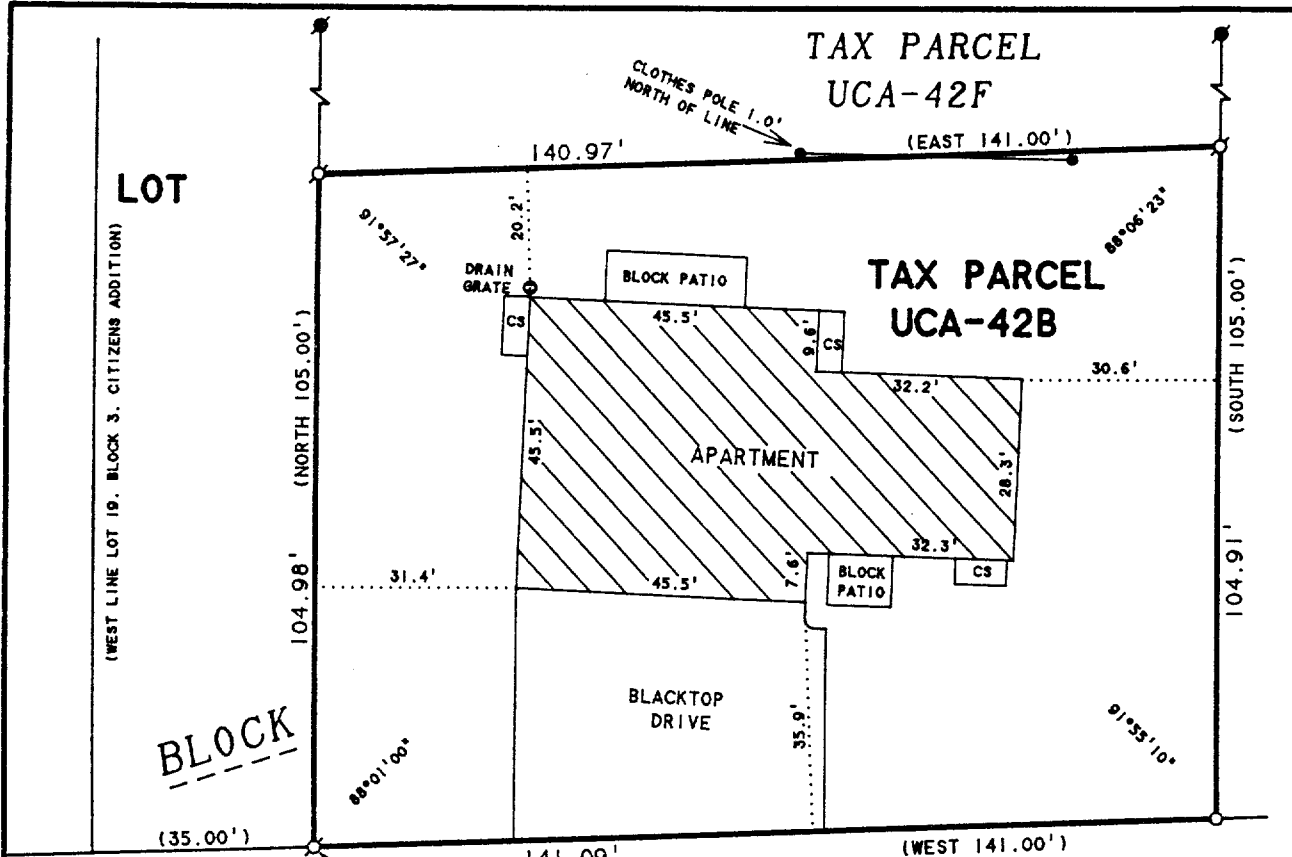 TAX PARCEL
UCA-42F
CLOTHES POLE 1.0'
NORTH OF LINE
(EAST 141.00')
140.97'
LOT
91°57'27"
20.2'
88°06'23"
BLOCK PATIO
TAX PARCEL
UCA-42B
DRAIN
GRATE
CS
45.5'
9.6'
CS
(WEST LINE LOT 19, BLOCK 3, CITIZENS ADDITION)
(NORTH 105.00')
(SOUTH 105.00')
32.2'
30.6'
45.5'
APARTMENT
28.3'
32.3'
31.4'
45.5'
7.6'
BLOCK
PATIO
CS
104.98'
104.91'
BLACKTOP
DRIVE
35.9'
BLOCK
88°01'00"
91°55'10"
(35.00')
141.09'
(WEST 141.00')